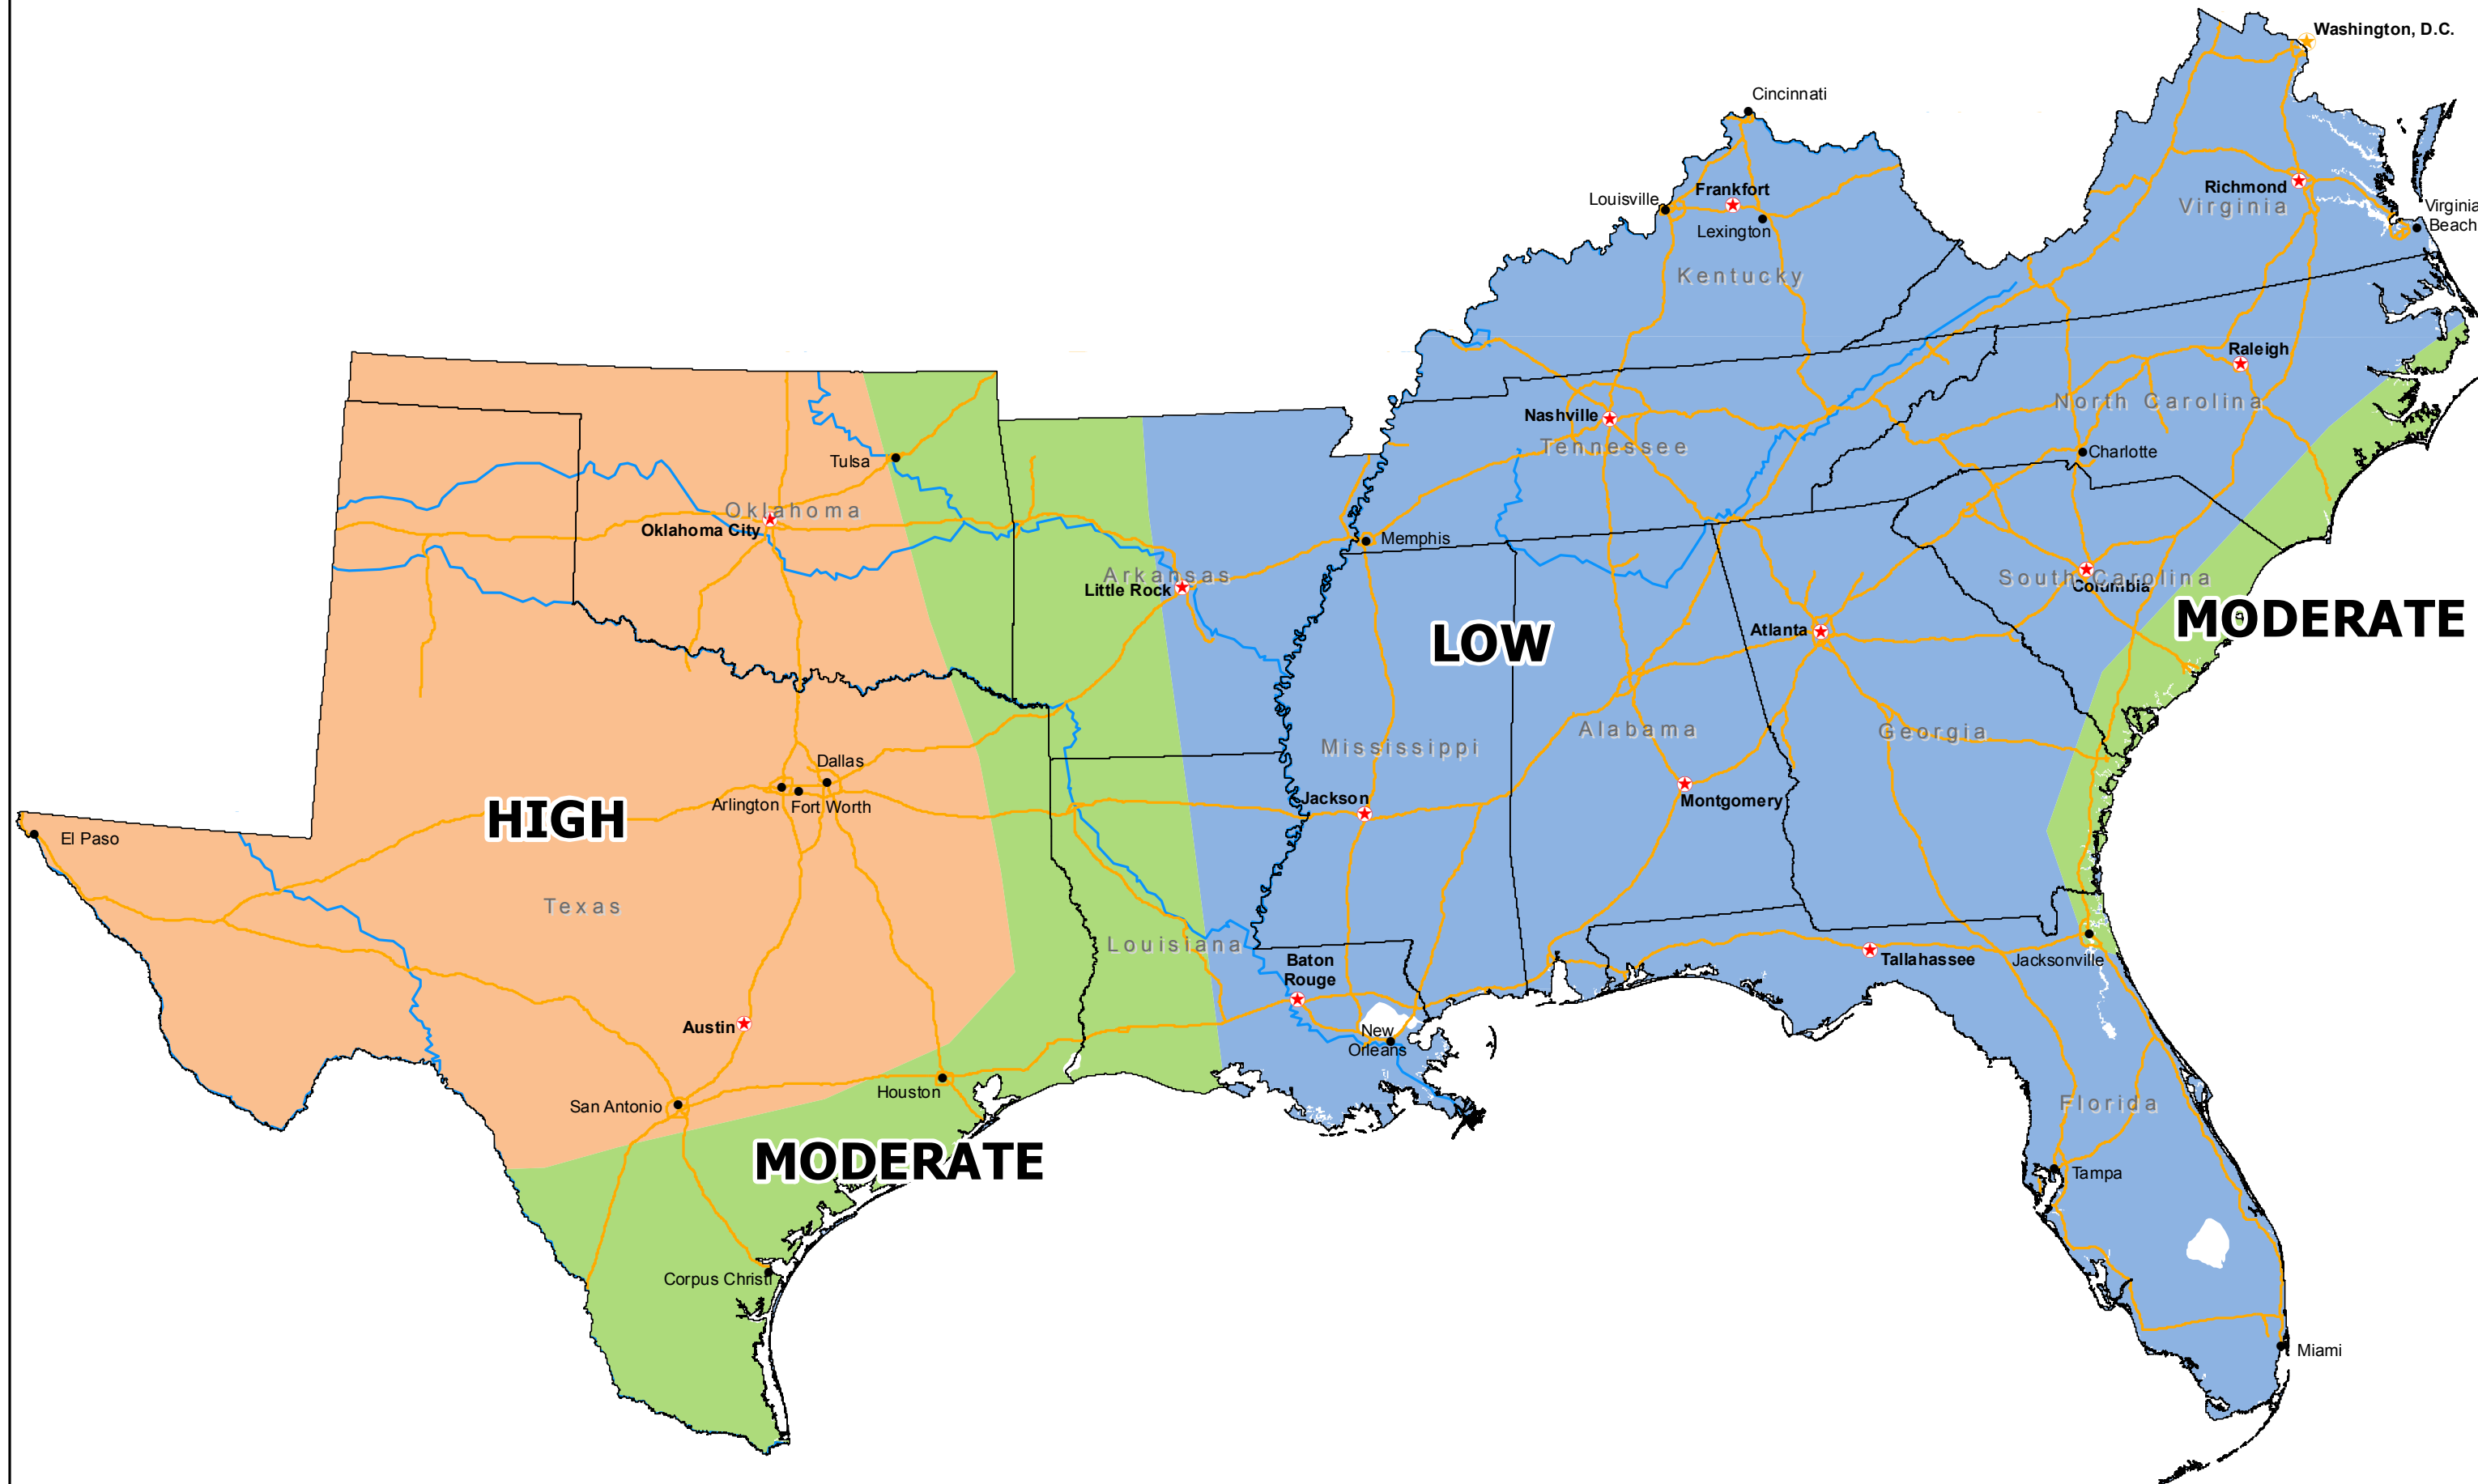 Washington, D.C.
Cincinnati
Louisville
Frankfort
Lexington
Kentucky
Richmond
Virginia
Virginia
Beach
Raleigh
North Carolina
Nashville
Tennessee
Charlotte
Tulsa
Oklahoma
Oklahoma City
Memphis
Arkansas
Little Rock
South Carolina
Columbia
MODERATE
LOW
Atlanta
Mississippi
Alabama
Georgia
Dallas
Arlington
Fort Worth
HIGH
Jackson
Montgomery
El Paso
Texas
Louisiana
Baton
Rouge
Tallahassee
Jacksonville
Austin
New
Orleans
Houston
San Antonio
Florida
MODERATE
Tampa
Corpus Christi
Miami